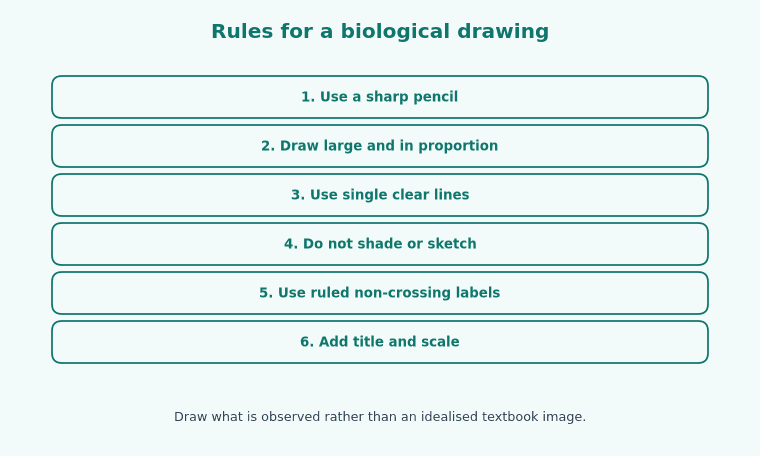 Rules for a biological drawing
1. Use a sharp pencil
2. Draw large and in proportion
3. Use single clear lines
4. Do not shade or sketch
5. Use ruled non-crossing labels
6. Add title and scale
Draw what is observed rather than an idealised textbook image.